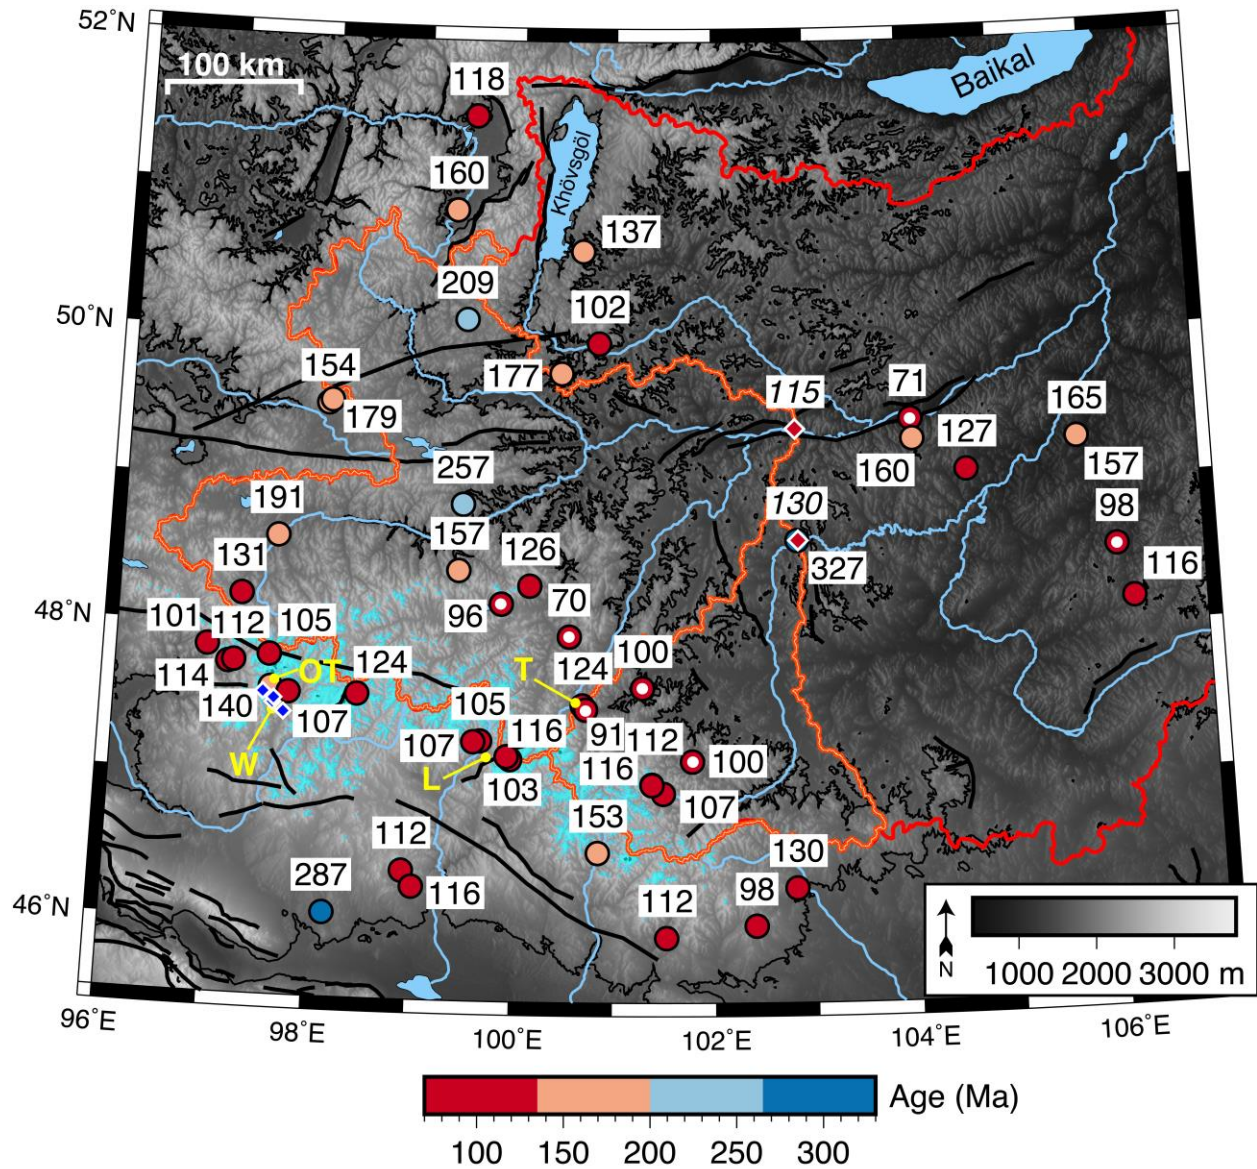 52°N
100 km
118
Baikal
160
Khövsgöl
137
209
102
50°N
154
177
115
71
165
179
127
257
160
157
191
157
130
98
131
126
327
116
48°N
96
70
101
112
105
124
100
T
124
114
OT
105
116
140
107
107
91
112
100
W
L
103
116
107
153
112
130
287
116
98
112
46°N
N
1000 2000 3000 m
96°E
98°E
100°E
102°E
104°E
106°E
Age (Ma)
100 150 200 250 300